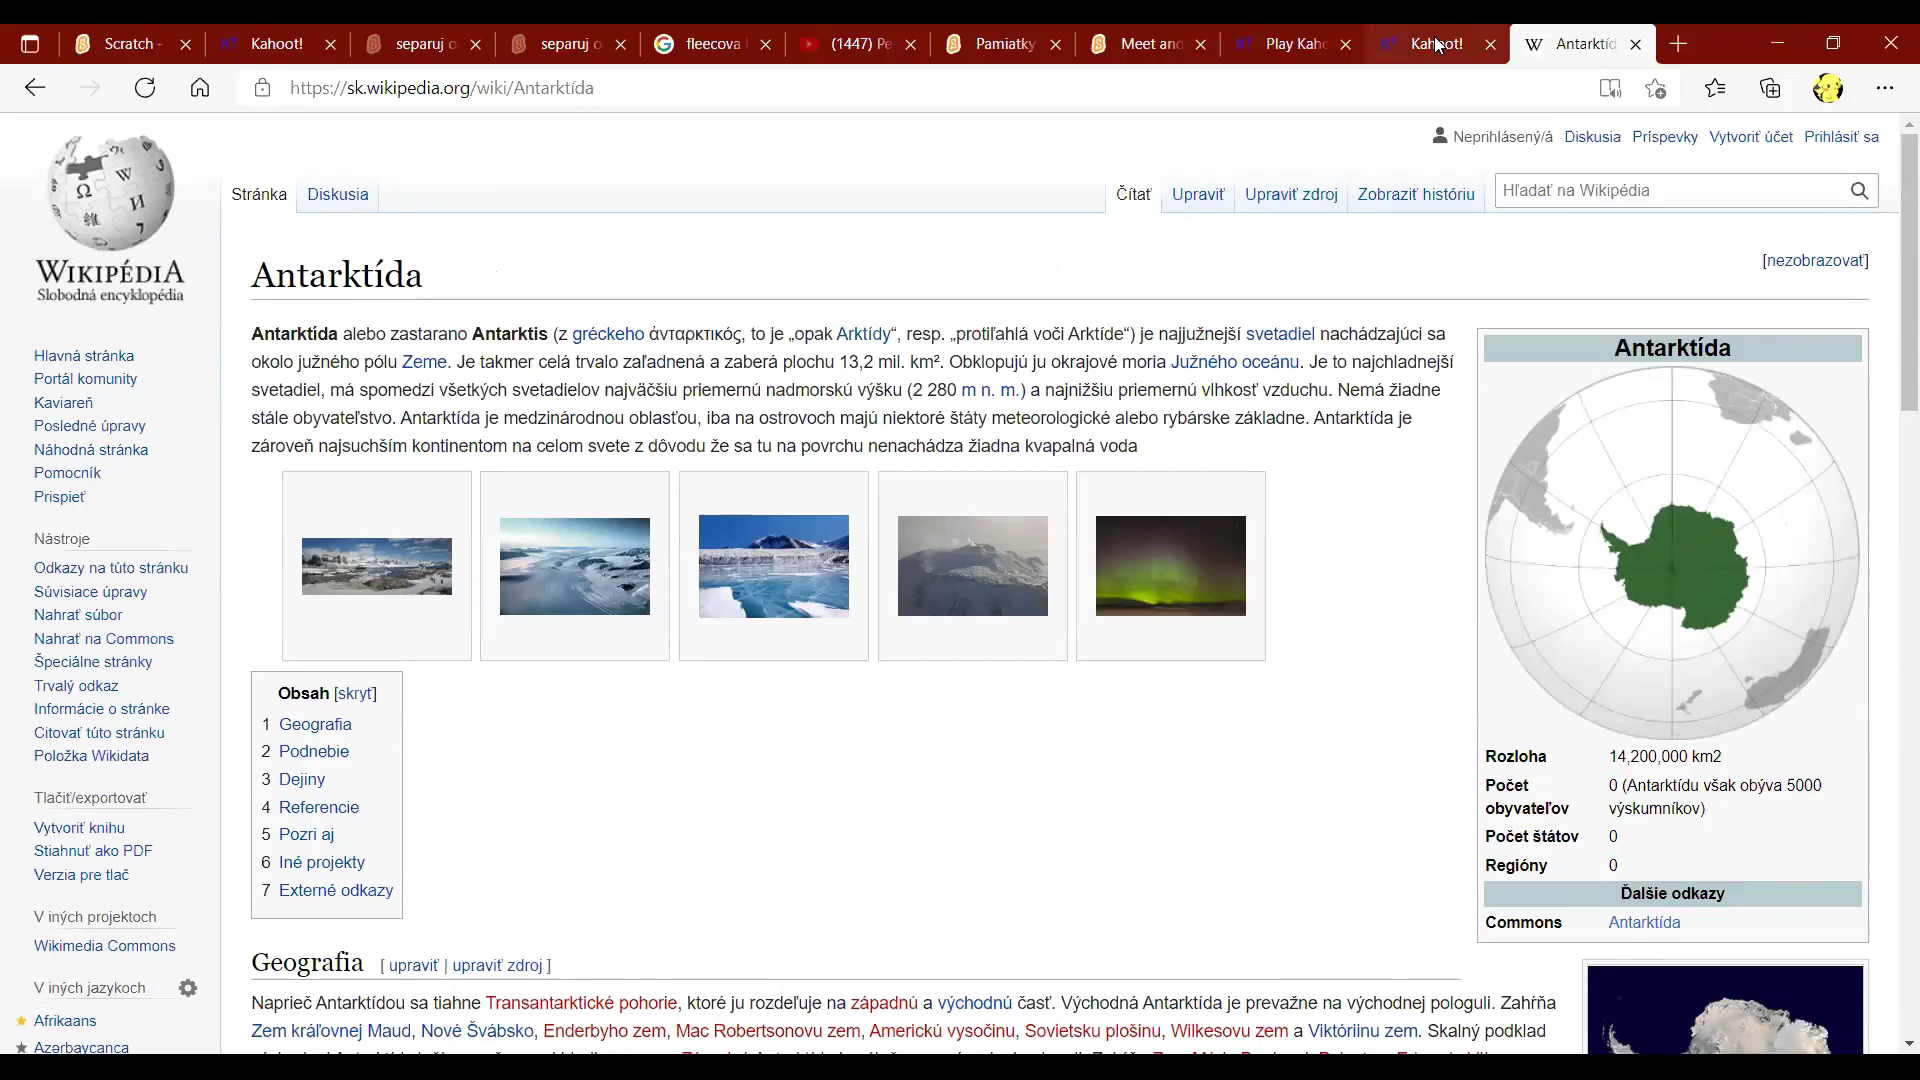 Scratch -
Kahoot!
separuj o
separuj o
fleecova
(1447) Pe
Pamiatky
Meet and
Play Kaho
Kahoot!
Antarktíd
https://sk.wikipedia.org/wiki/Antarktída
WIKIPÉDIA
Slobodná encyklopédia
Neprihlásený/á Diskusia Príspevky Vytvoriť účet Prihlásiť sa
Stránka Diskusia Čítať Upraviť Upraviť zdroj Zobraziť históriu Hľadať na Wikipédia
Hlavná stránka
Portál komunity
Kaviareň
Posledné úpravy
Náhodná stránka
Pomocník
Prispieť
Nástroje
Odkazy na túto stránku
Súvisiace úpravy
Nahrať súbor
Nahrať na Commons
Špeciálne stránky
Trvalý odkaz
Informácie o stránke
Citovať túto stránku
Položka Wikidata
Tlačiť/exportovať
Vytvoriť knihu
Stiahnuť ako PDF
Verzia pre tlač
V iných projektoch
Wikimedia Commons
V iných jazykoch
Afrikaans
Azərbaycanca
[nezobrazovať]
Antarktída
Antarktída alebo zastarano Antarktis (z gréckeho ἀνταρκτικός, to je „opak Arktídy“, resp. „protiľahlá voči Arktíde“) je najjužnejší svetadiel nachádzajúci sa
okolo južného pólu Zeme. Je takmer celá trvalo zaľadnená a zaberá plochu 13,2 mil. km². Obklopujú ju okrajové moria Južného oceánu. Je to najchladnejší
svetadiel, má spomedzi všetkých svetadielov najväčšiu priemernú nadmorskú výšku (2 280 m n. m.) a najnižšiu priemernú vlhkosť vzduchu. Nemá žiadne
stále obyvateľstvo. Antarktída je medzinárodnou oblasťou, iba na ostrovoch majú niektoré štáty meteorologické alebo rybárske základne. Antarktída je
zároveň najsuchším kontinentom na celom svete z dôvodu že sa tu na povrchu nenachádza žiadna kvapalná voda
Obsah [skryť]
1 Geografia
2 Podnebie
3 Dejiny
4 Referencie
5 Pozri aj
6 Iné projekty
7 Externé odkazy
Antarktída
Rozloha 14,200,000 km2
Počet obyvateľov 0 (Antarktídu však obýva 5000
výskumníkov)
Počet štátov 0
Regióny 0
Ďalšie odkazy
Commons Antarktída
Geografia [ upraviť | upraviť zdroj ]
Naprieč Antarktídou sa tiahne Transantarktické pohorie, ktoré ju rozdeľuje na západnú a východnú časť. Východná Antarktída je prevažne na východnej pologuli. Zahŕňa
Zem kráľovnej Maud, Nové Švábsko, Enderbyho zem, Mac Robertsonovu zem, Americkú vysočinu, Sovietsku plošinu, Wilkesovu zem a Viktóriinu zem. Skalný podklad